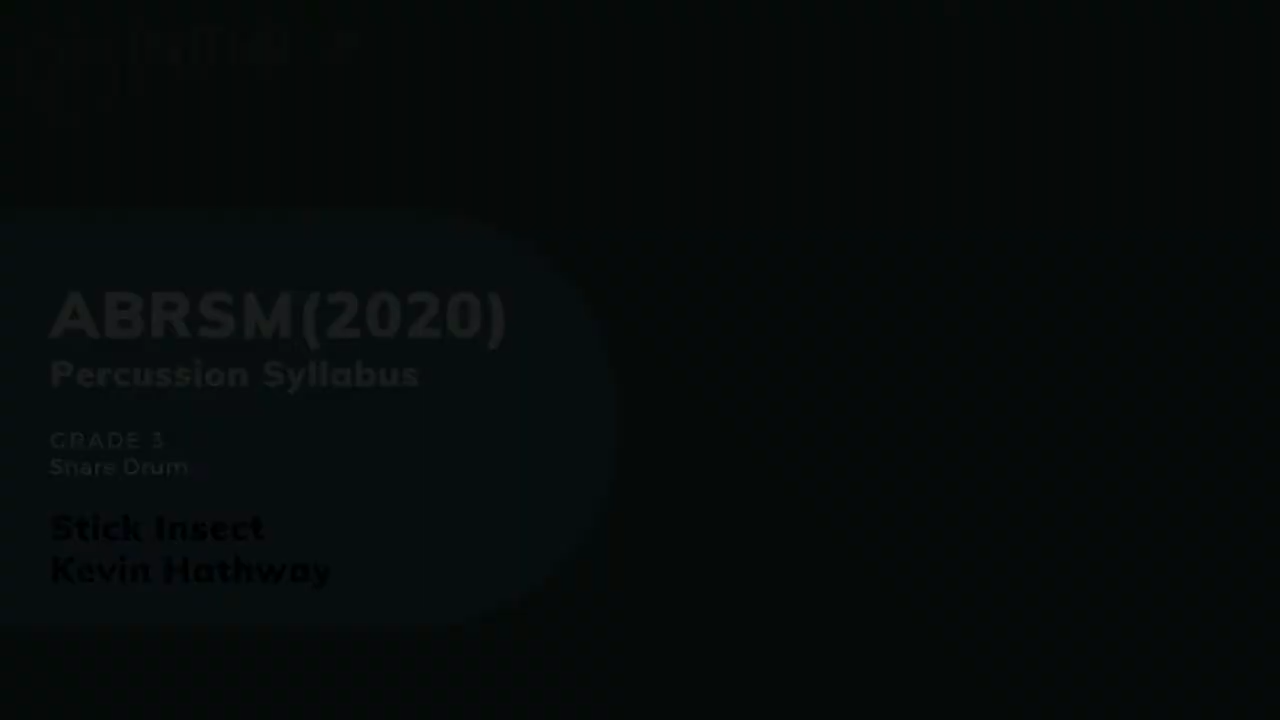 ABRSM(2020)
Percussion Syllabus
GRADE 3
Snare Drum
Stick Insect
Kevin Hathway